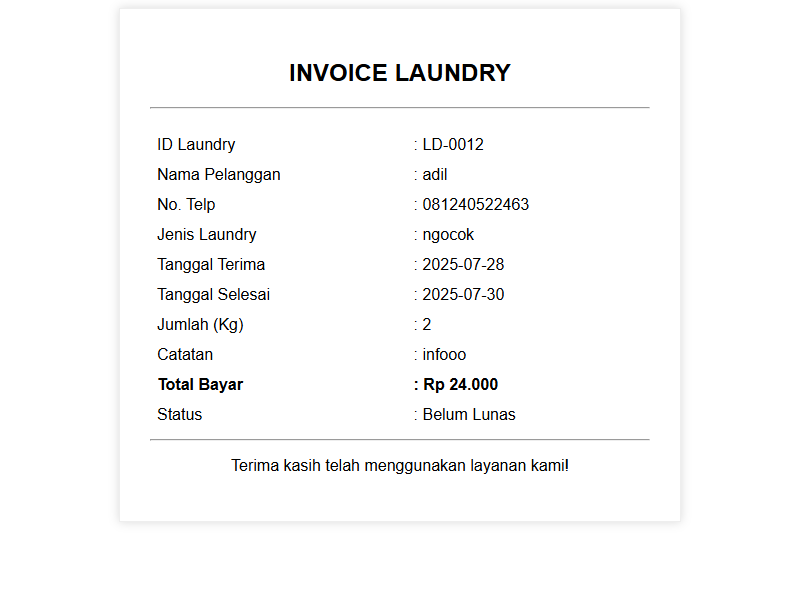 INVOICE LAUNDRY
ID Laundry : LD-0012
Nama Pelanggan : adil
No. Telp : 081240522463
Jenis Laundry : ngocok
Tanggal Terima : 2025-07-28
Tanggal Selesai : 2025-07-30
Jumlah (Kg) : 2
Catatan : infooo
Total Bayar : Rp 24.000
Status : Belum Lunas
Terima kasih telah menggunakan layanan kami!